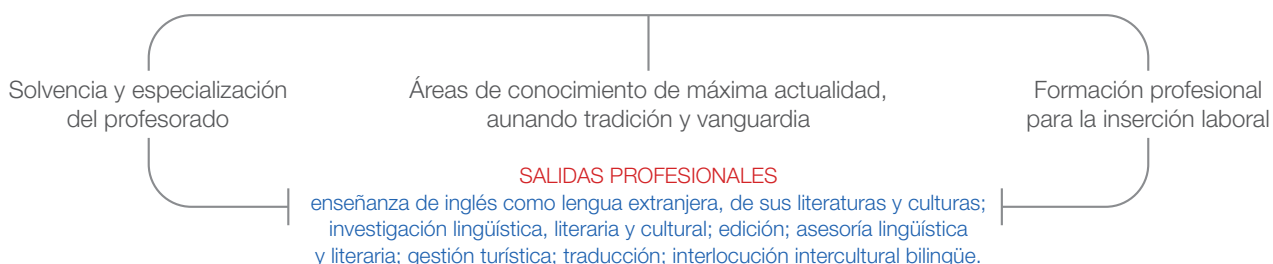 Solvencia y especialización
del profesorado
Áreas de conocimiento de máxima actualidad,
aunando tradición y vanguardia
Formación profesional
para la inserción laboral
SALIDAS PROFESIONALES
enseñanza de inglés como lengua extranjera, de sus literaturas y culturas;
investigación lingüística, literaria y cultural; edición; asesoría lingüística
y literaria; gestión turística; traducción; interlocución intercultural bilingüe.